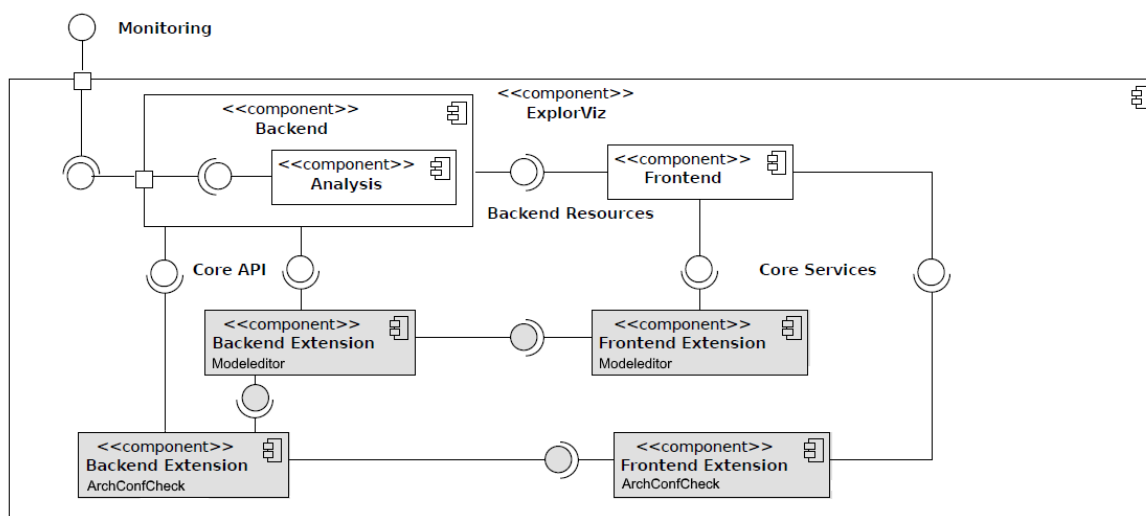 Monitoring
<<component>>
ExplorViz
<<component>>
Backend
<<component>>
Analysis
<<component>>
Frontend
Backend Resources
Core API
Core Services
<<component>>
Backend Extension
Modeleditor
<<component>>
Frontend Extension
Modeleditor
<<component>>
Backend Extension
ArchConfCheck
<<component>>
Frontend Extension
ArchConfCheck